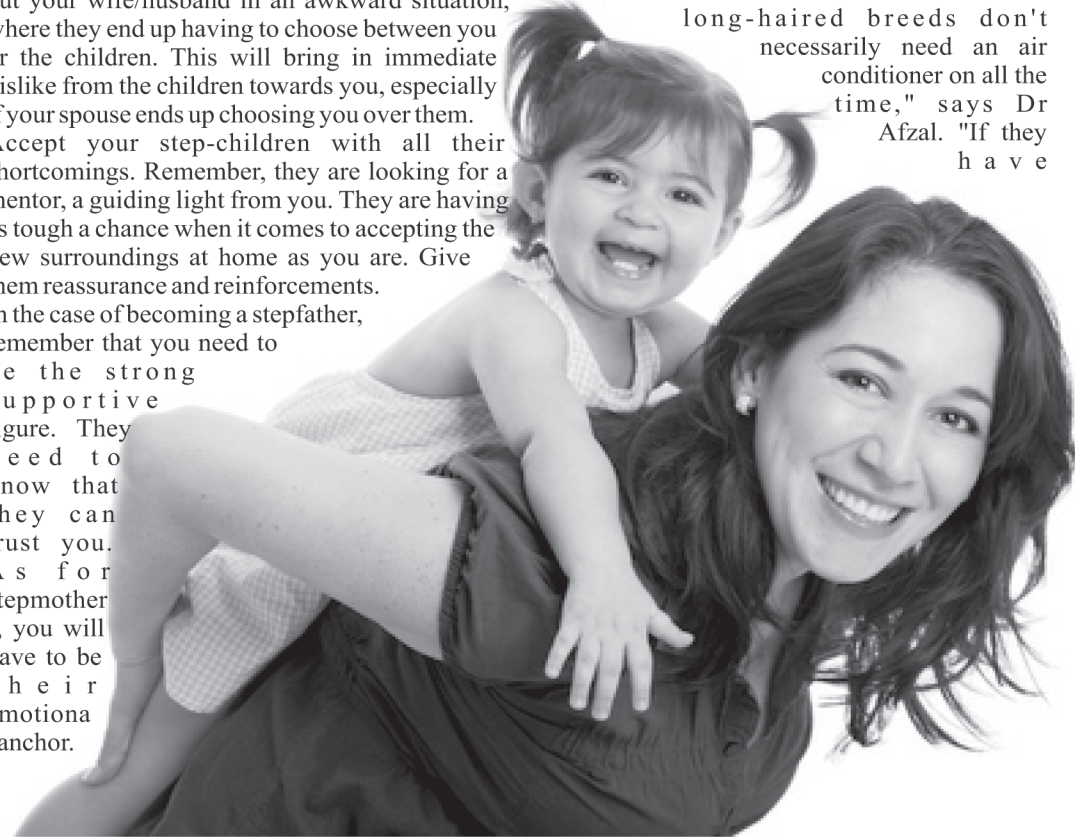 ut your wife/husband in an awkward situation,
where they end up having to choose between you
r the children. This will bring in immediate
islike from the children towards you, especially
f your spouse ends up choosing you over them.
Accept your step-children with all their
hortcomings. Remember, they are looking for a
mentor, a guiding light from you. They are having
s tough a chance when it comes to accepting the
ew surroundings at home as you are. Give
hem reassurance and reinforcements.
n the case of becoming a stepfather,
emember that you need to
e the strong
upportive
igure. They
eed to
now that
hey can
rust you.
As for
tepmother
, you will
ave to be
heir
motiona
anchor.
long-haired breeds don't
necessarily need an air
conditioner on all the
time," says Dr
Afzal. "If they
have